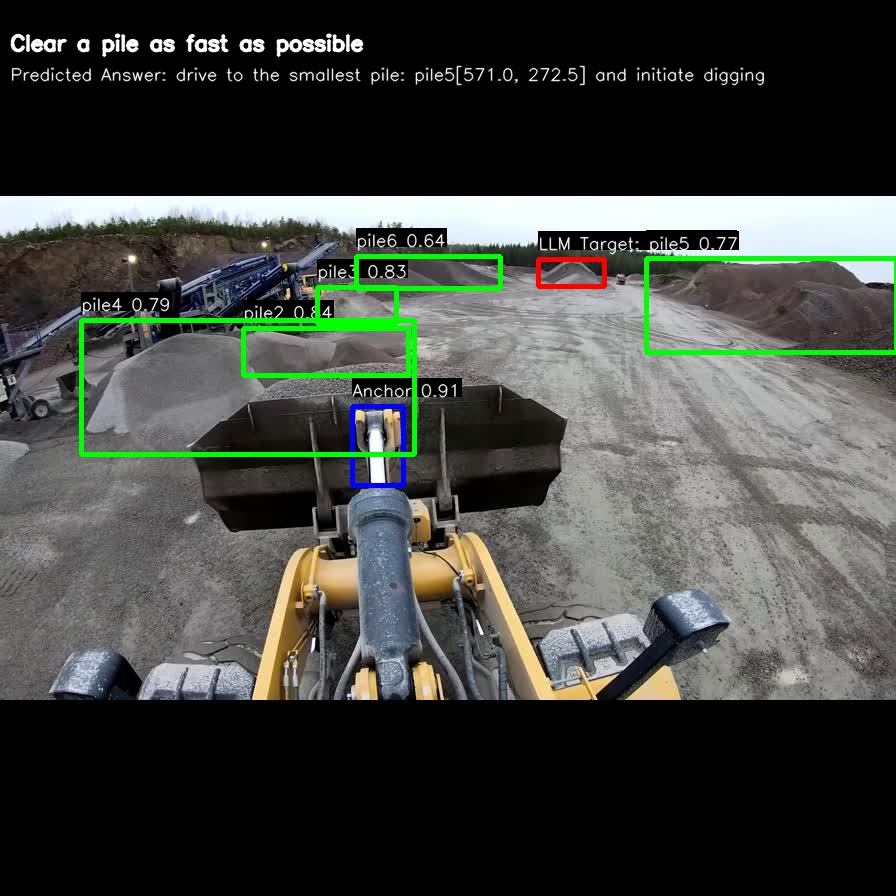 Clear a pile as fast as possible
Predicted Answer: drive to the smallest pile: pile5[571.0, 272.5] and initiate digging
pile6 0.64
LLM Target: pile5 0.77
pile3 0.83
pile4 0.79
pile2 0.84
Anchor 0.91